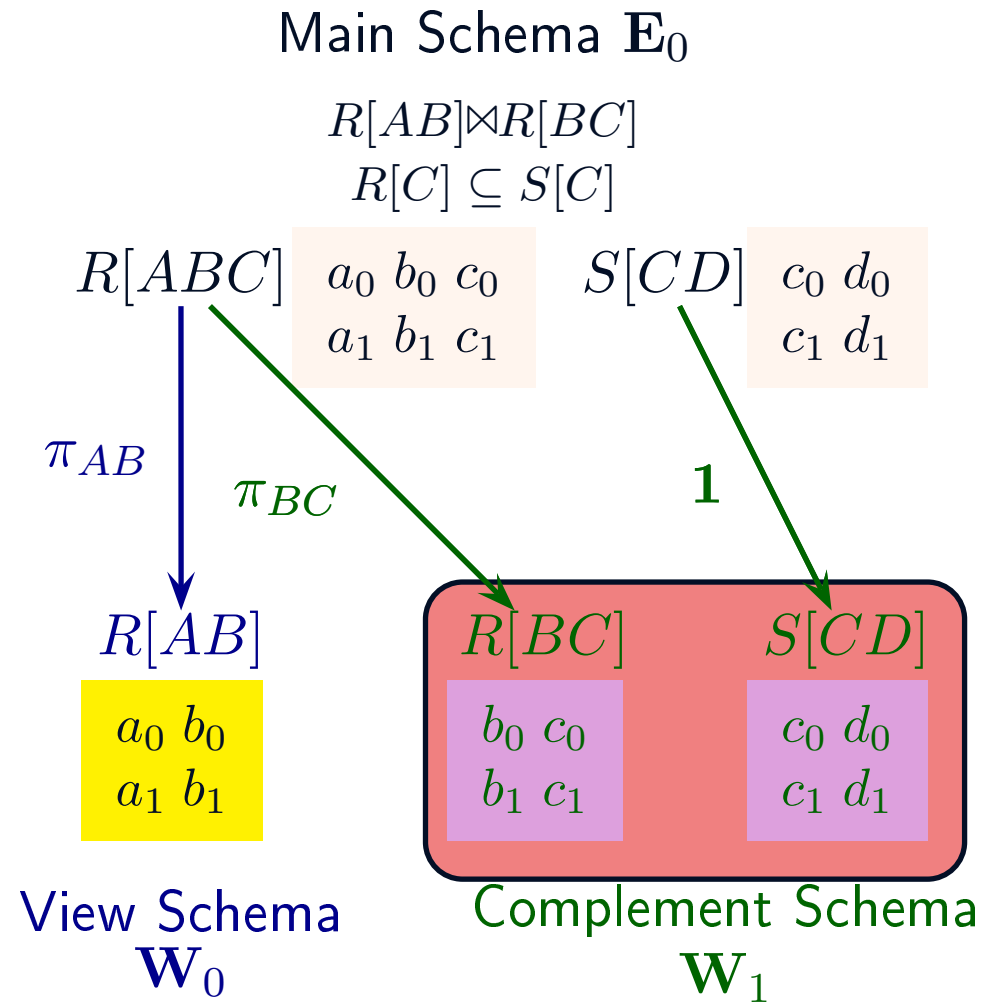 Main Schema E₀
R[AB]⋈R[BC]
R[C] ⊆ S[C]
R[ABC] a₀ b₀ c₀ S[CD] c₀ d₀
a₁ b₁ c₁ c₁ d₁
π_AB
π_BC
1
R[AB] R[BC] S[CD]
a₀ b₀ b₀ c₀ c₀ d₀
a₁ b₁ b₁ c₁ c₁ d₁
View Schema
W₀
Complement Schema
W₁